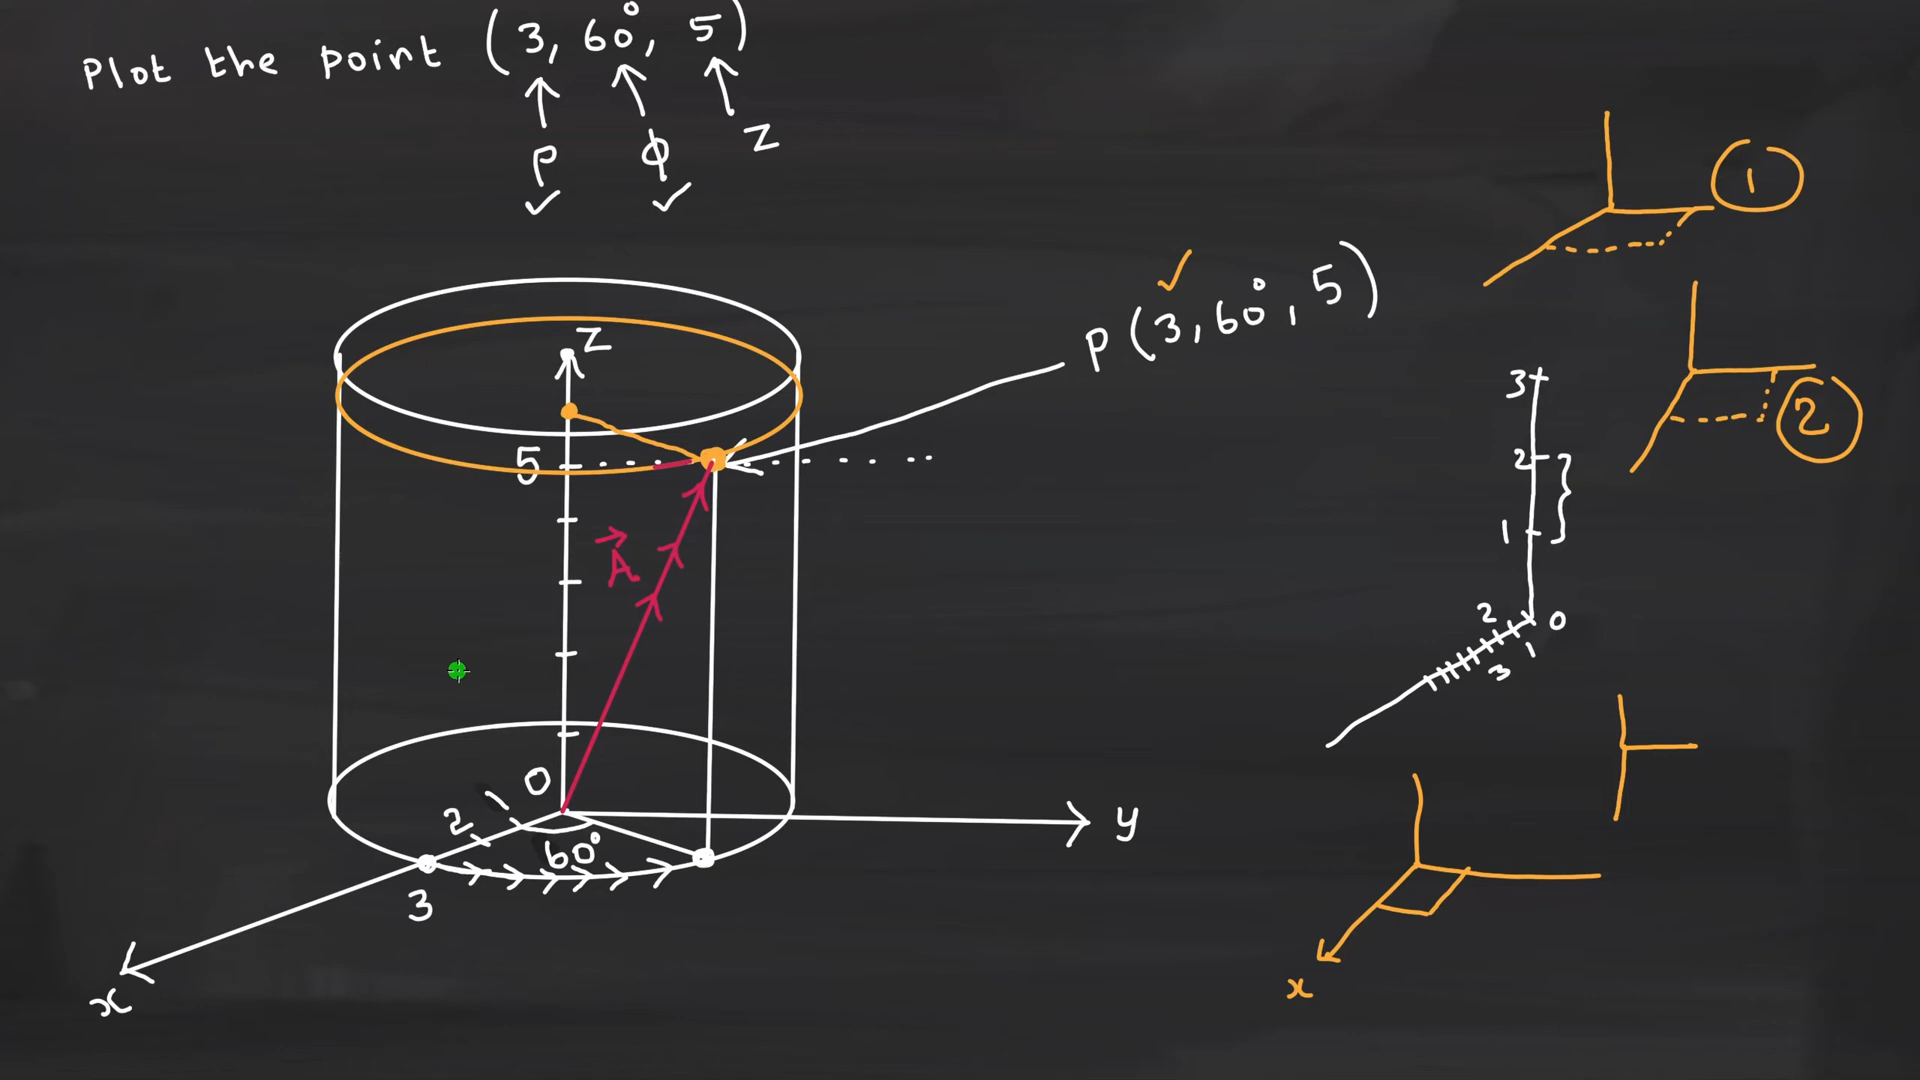 Plot the point (3, 60°, 5)
ρ ϕ z
P (3, 60°, 5)
z
5
A
0
1
2
3
60°
y
x
1
2
3
2
1
0
2
1
3
x